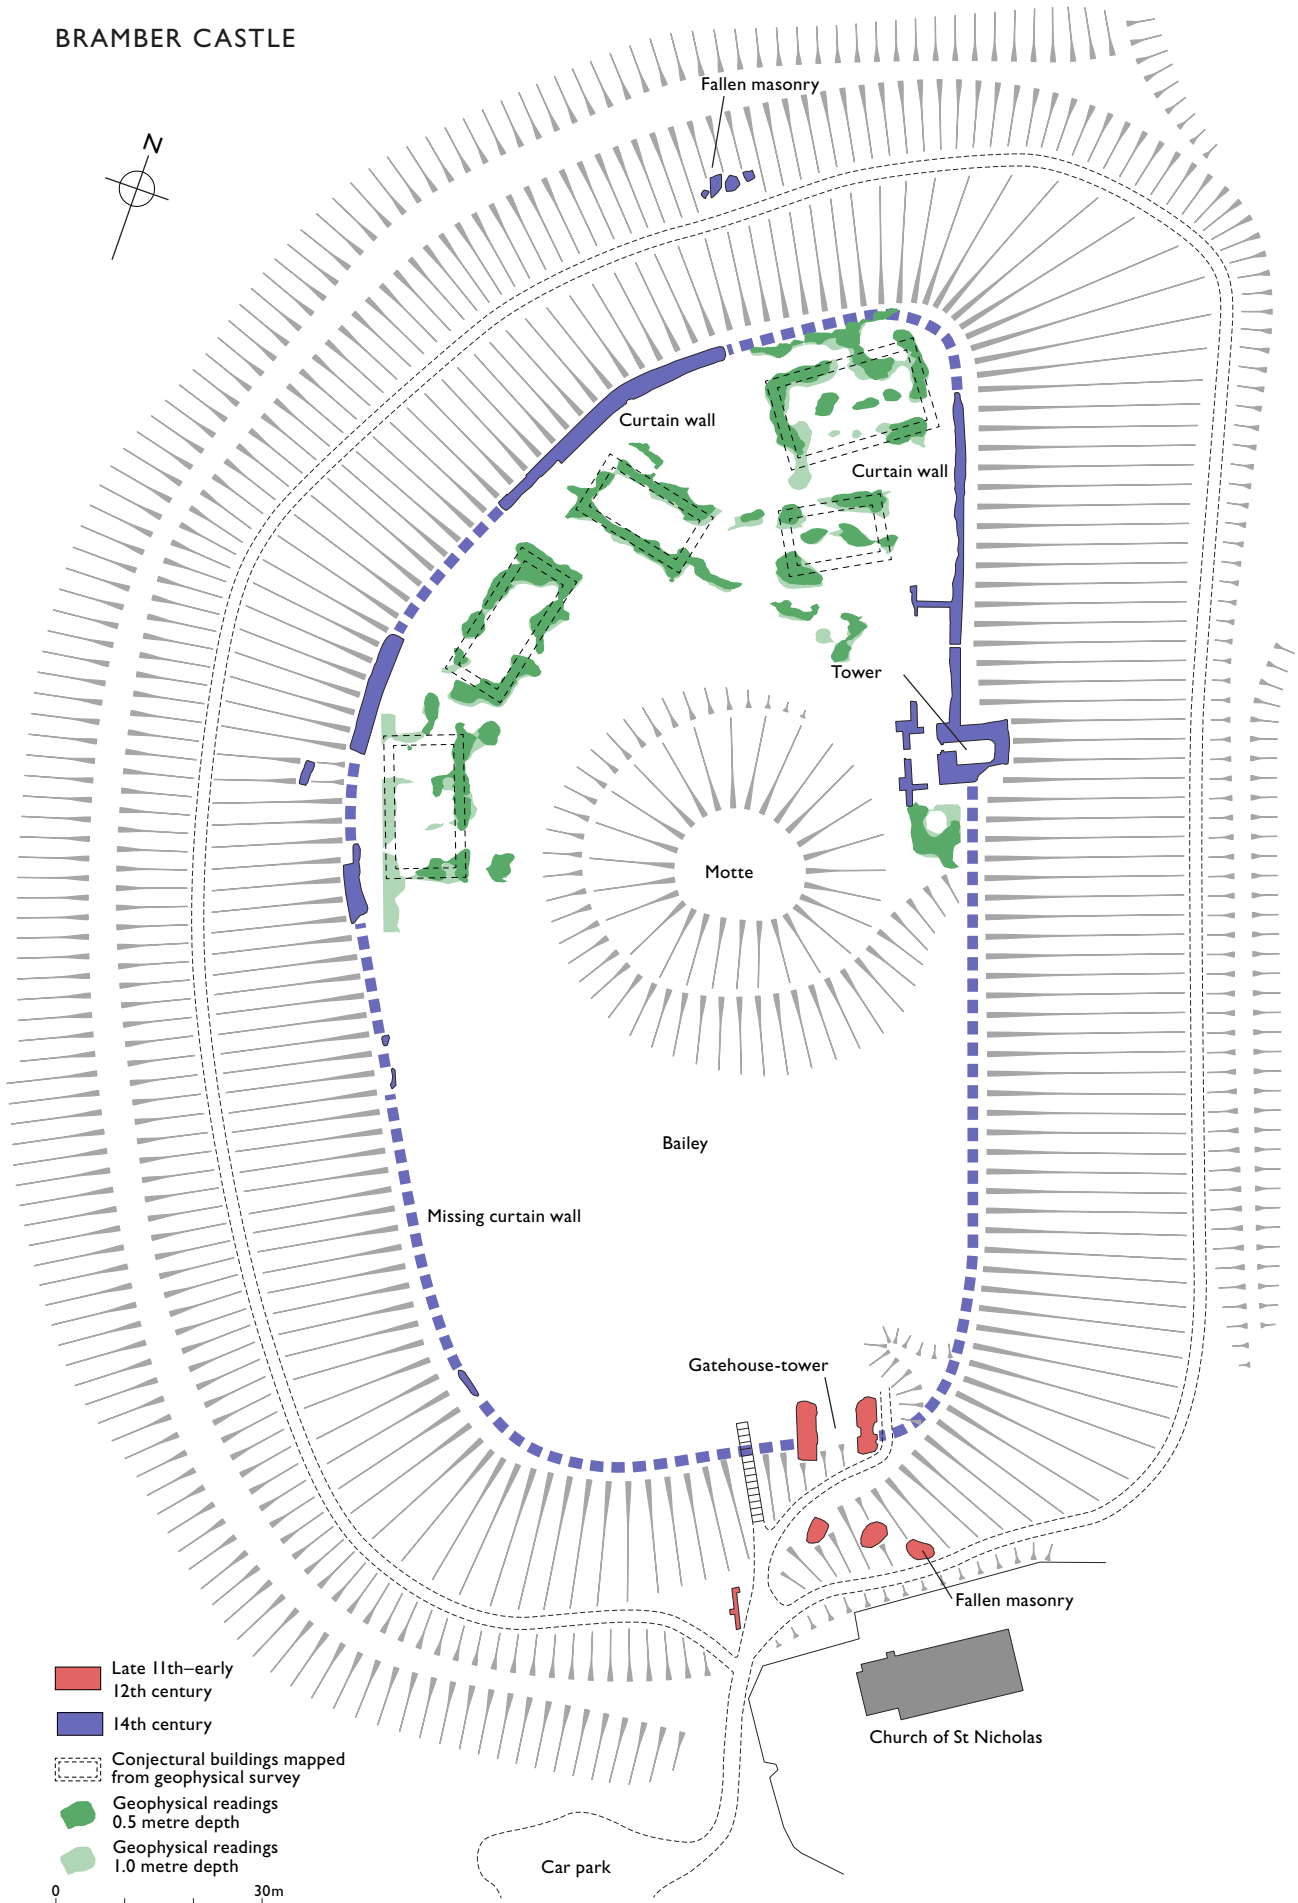 BRAMBER CASTLE
Fallen masonry
N
Curtain wall
Curtain wall
Tower
Motte
Bailey
Missing curtain wall
Gatehouse-tower
Fallen masonry
Church of St Nicholas
Car park
Late 11th–early
12th century
14th century
Conjectural buildings mapped
from geophysical survey
Geophysical readings
0.5 metre depth
Geophysical readings
1.0 metre depth
0 30m